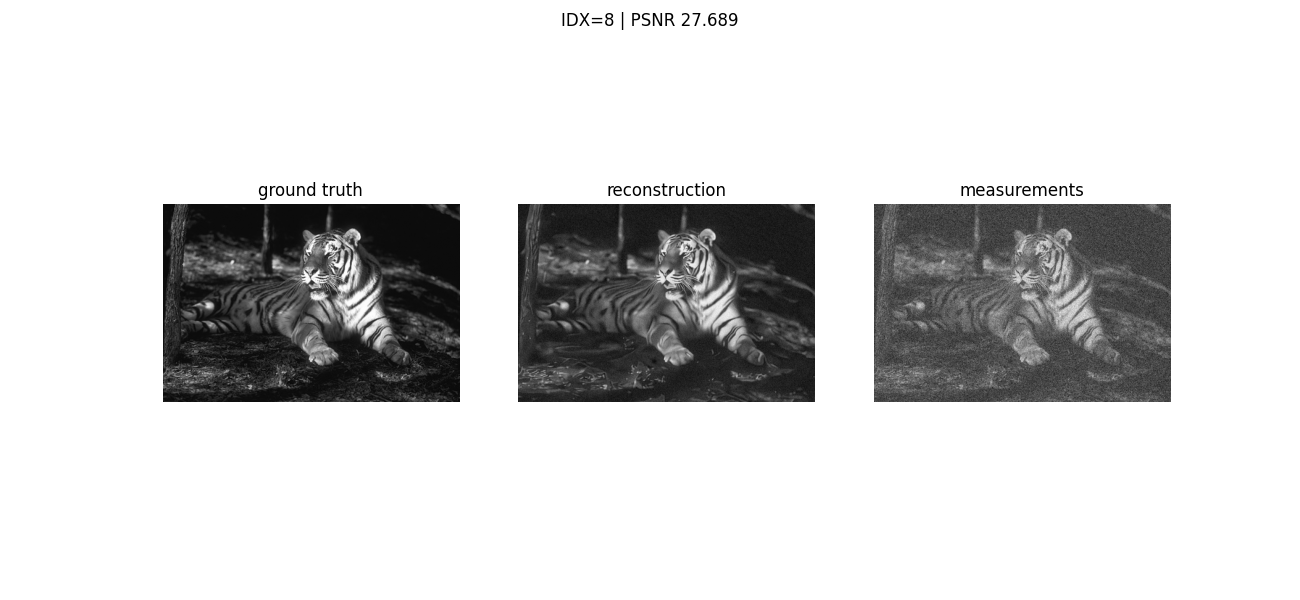 IDX=8 | PSNR 27.689
ground truth
reconstruction
measurements